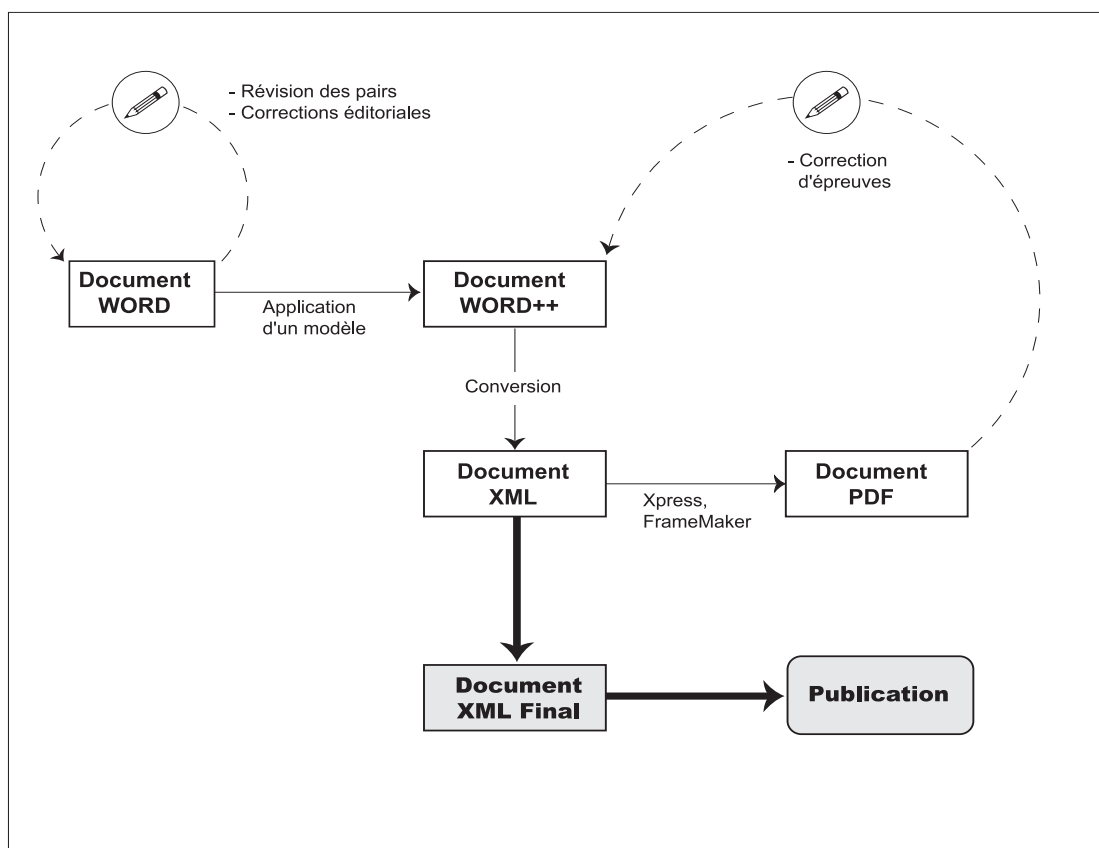 - Révision des pairs
- Corrections éditoriales
- Correction
d'épreuves
Document
WORD
Application
d'un modèle
Document
WORD++
Conversion
Document
XML
Xpress,
FrameMaker
Document
PDF
Document
XML Final
Publication